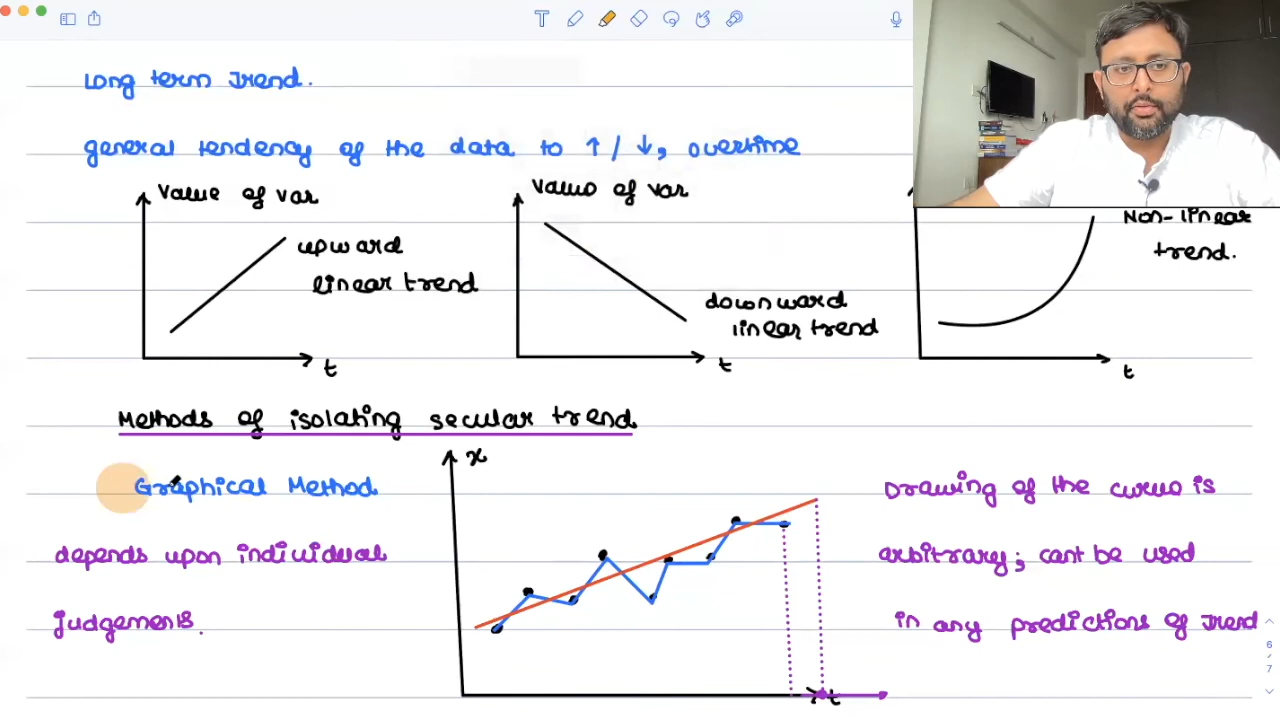 Long term Trend.
general tendency of the data to ↑ / ↓, overtime
Value of var
upward
linear trend
t
Value of var
downward
linear trend
t
Non-linear
trend.
t
Methods of isolating secular trend
Graphical Method
depends upon individual
judgements.
x
t
Drawing of the curve is
arbitrary; cant be used
in any predictions of Trend
6
7